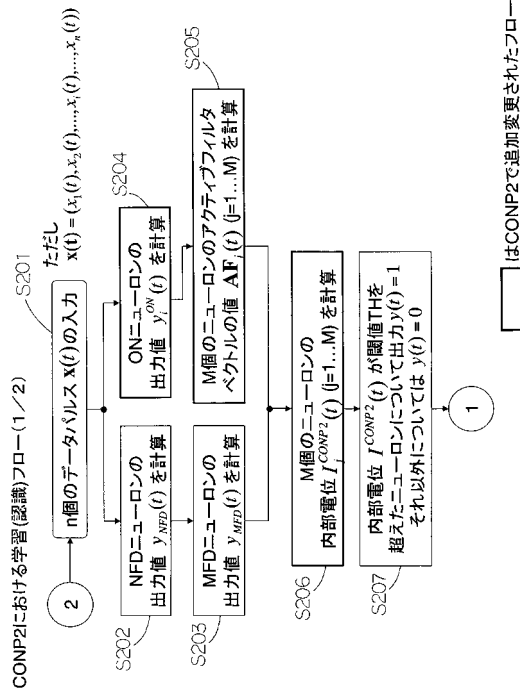 CONP2における学習(認識)フロー(1/2)
2
S201
n個のデータパルス x(t) の入力
ただし
x(t) = (x₁(t), x₂(t),..., xᵢ(t),..., xₙ(t))
S202
NFDニューロンの
出力値 y_NFD(t) を計算
S204
ONニューロンの
出力値 yᵢ^ON(t) を計算
S203
MFDニューロンの
出力値 y_MFD(t) を計算
S205
M個のニューロンのアクティブフィルタ
ベクトルの値 AFⱼ(t) (j=1...M) を計算
S206
M個のニューロンの
内部電位 Iⱼ^CONP2(t) (j=1...M) を計算
S207
内部電位 I^CONP2(t) が閾値THを
超えたニューロンについて出力 y(t) = 1
それ以外については y(t) = 0
1
はCONP2で追加変更されたフロー